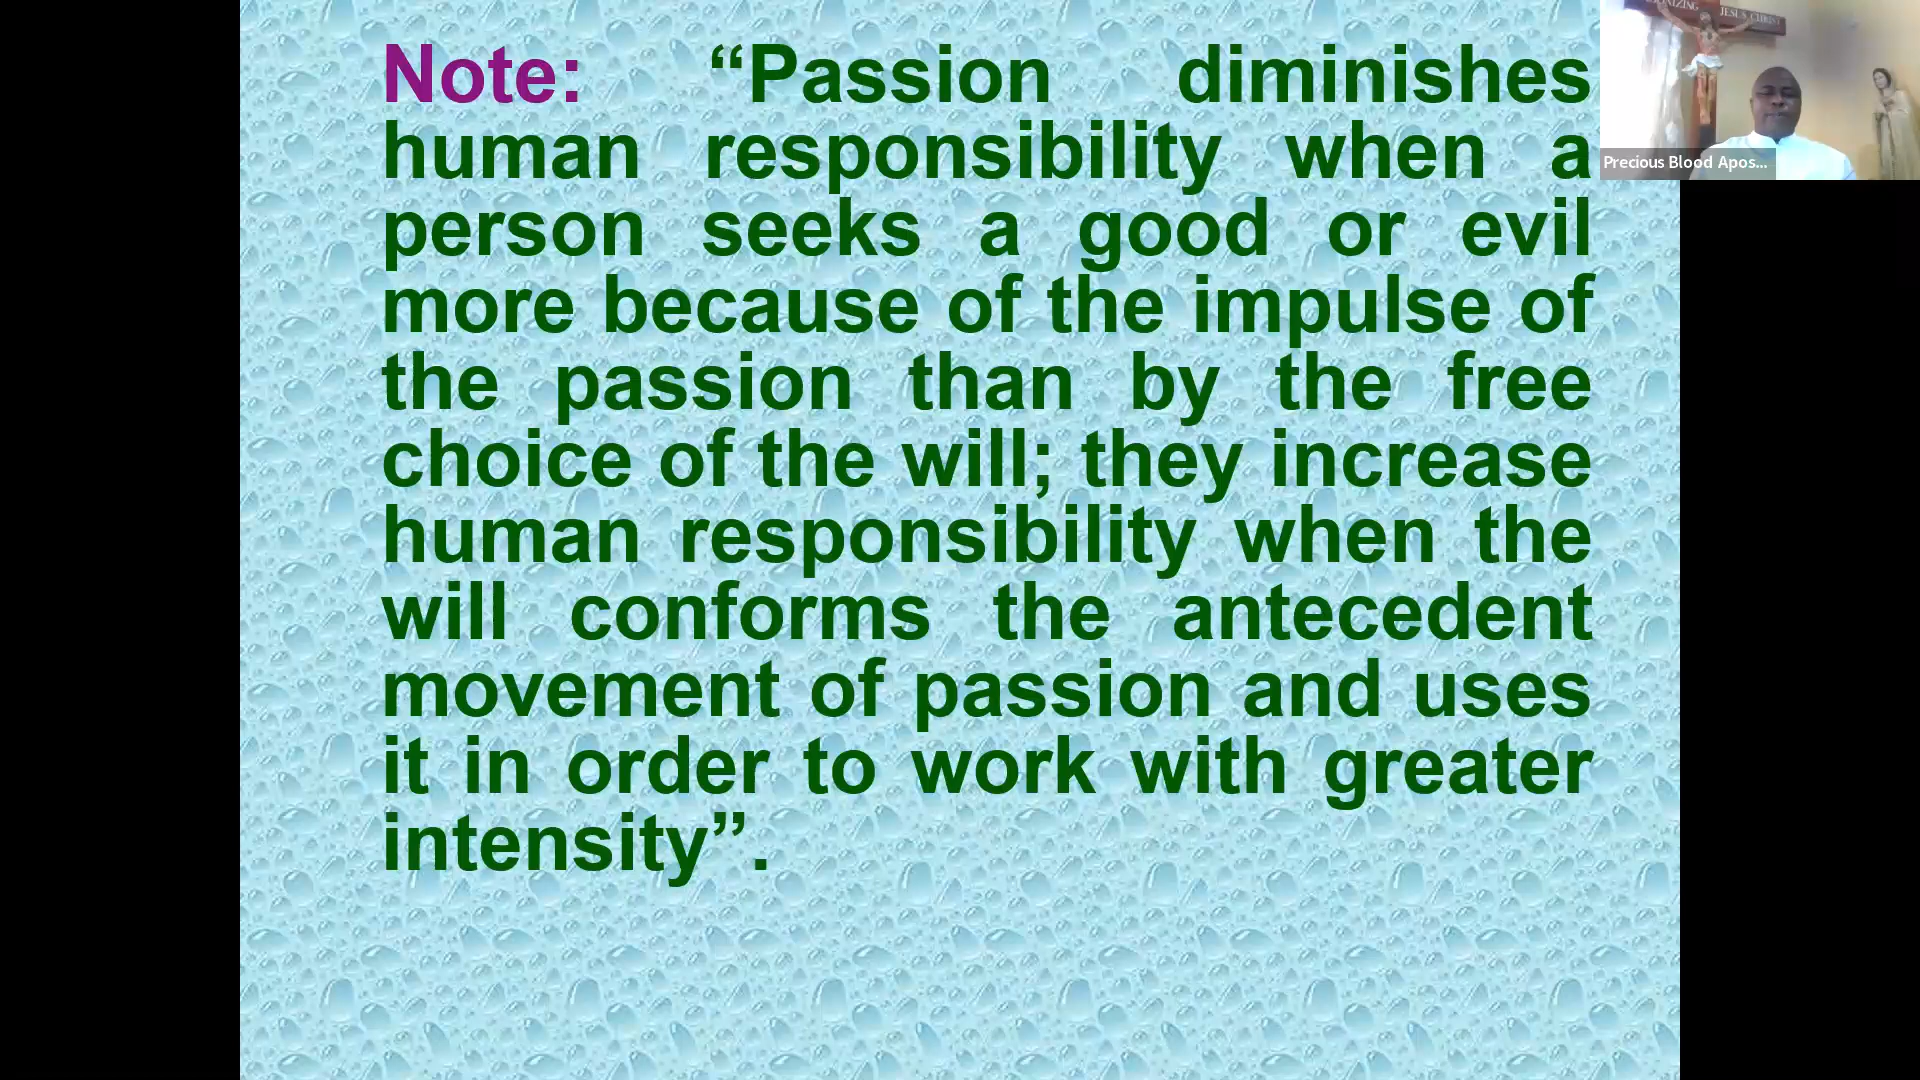 Note: “Passion diminishes
human responsibility when a
person seeks a good or evil
more because of the impulse of
the passion than by the free
choice of the will; they increase
human responsibility when the
will conforms the antecedent
movement of passion and uses
it in order to work with greater
intensity”.
JESUS CHRIST
Precious Blood Apos...